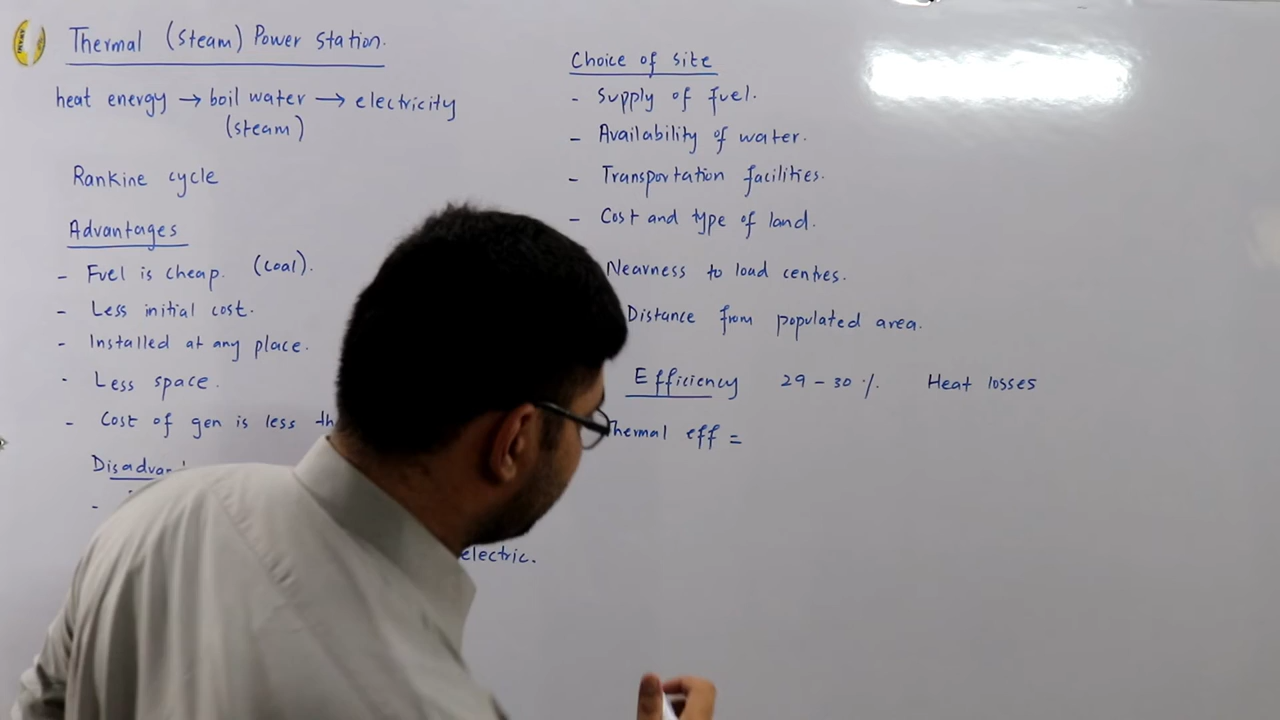 Thermal (Steam) Power Station.
heat energy → boil water → electricity
(steam)
Rankine cycle
Advantages
- Fuel is cheap. (coal).
- Less initial cost.
- Installed at any place.
- Less space.
- Cost of gen is less
electric.
Choice of site
- Supply of fuel.
- Availability of water.
- Transportation facilities.
- Cost and type of land.
Nearness to load centres.
Distance from populated area.
Efficiency 29-30 % Heat losses
Thermal eff =